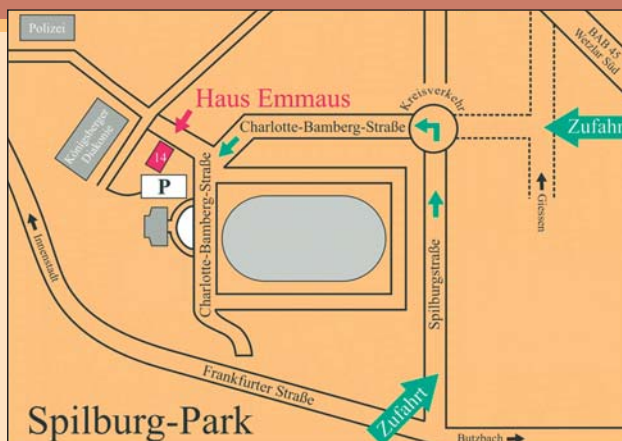 Polizei
BAB 45
Wetzlar Süd
Kreisverkehr
Haus Emmaus
Königsberger
Diakonie
Charlotte-Bamberg-Straße
Zufahrt
14
P
Charlotte-Bamberg-Straße
Giessen
Innenstadt
Spilburgstraße
Frankfurter Straße
Zufahrt
Spilburg-Park
Butzbach